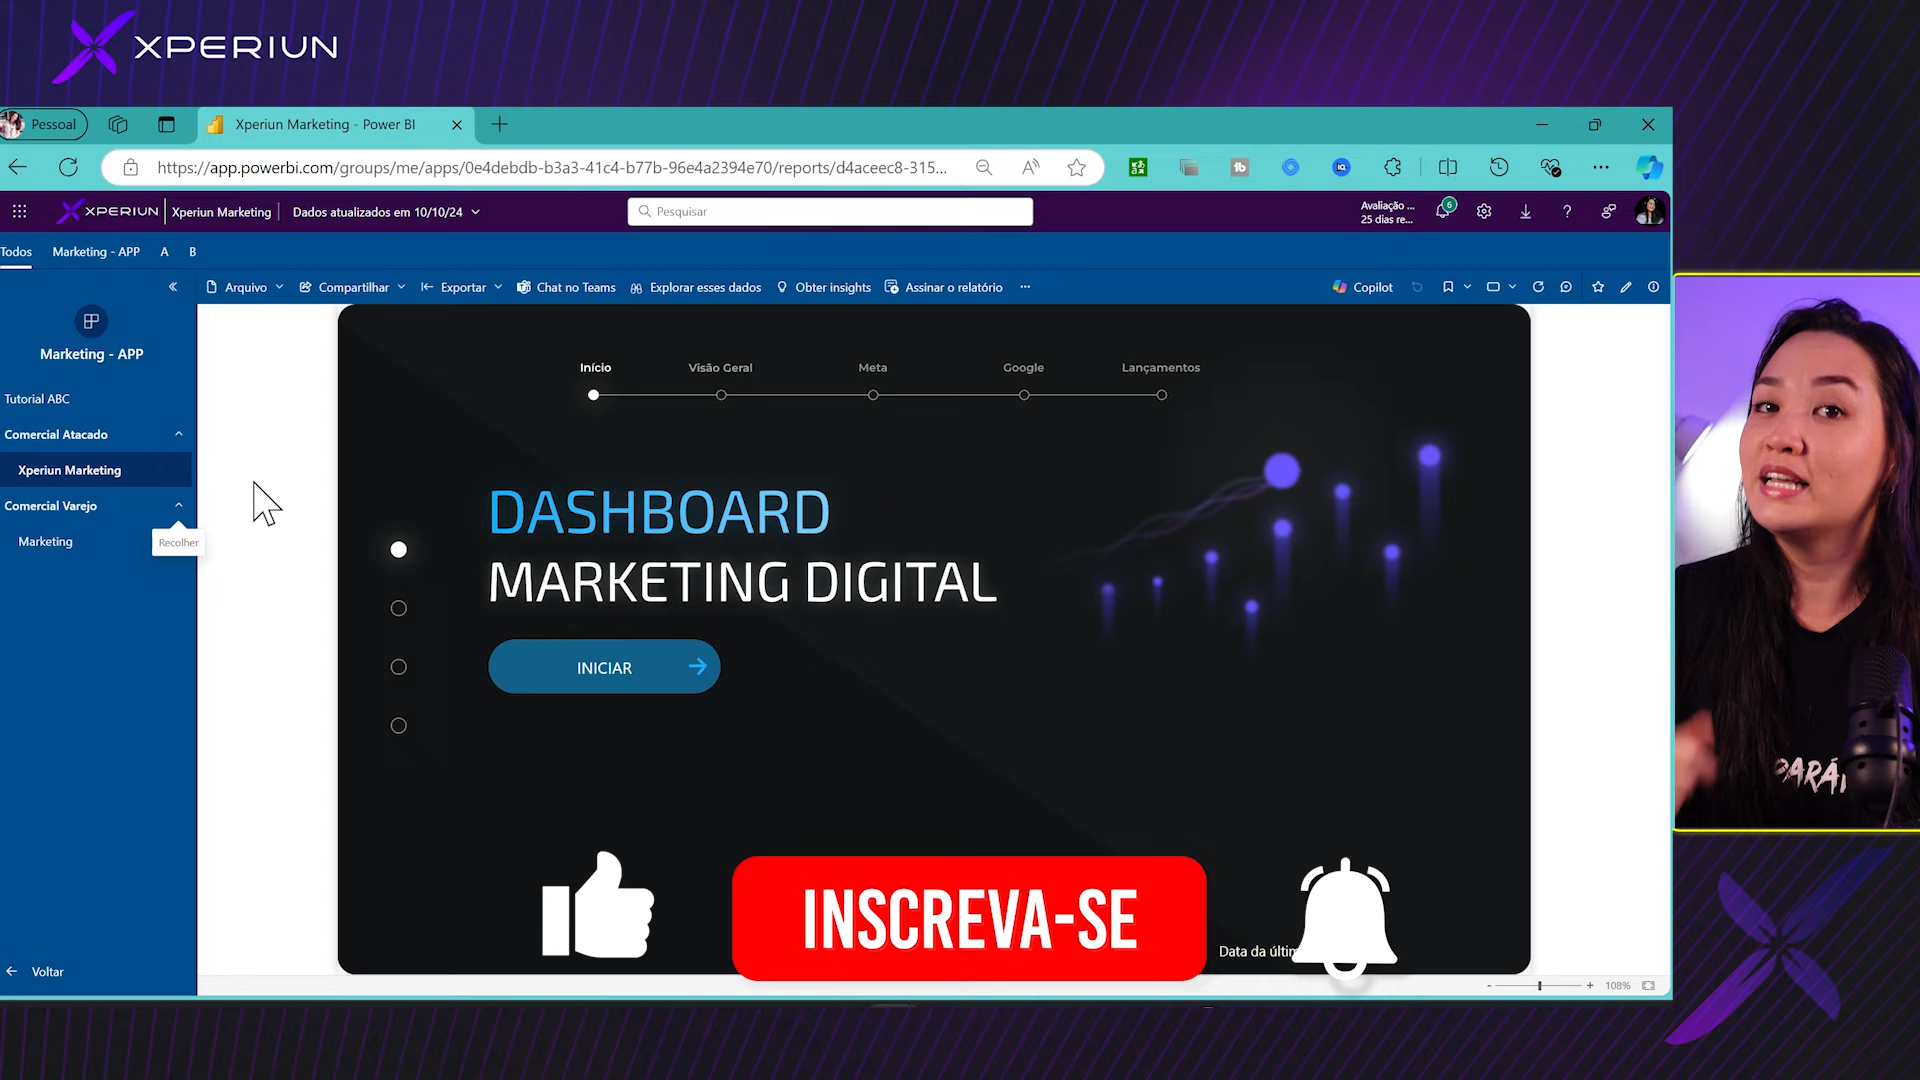 XPERIUN
Pessoal
Xperiun Marketing - Power BI
https://app.powerbi.com/groups/me/apps/0e4debdb-b3a3-41c4-b77b-96e4a2394e70/reports/d4aceec8-315...
XPERIUN
Xperiun Marketing
Dados atualizados em 10/10/24
Pesquisar
Avaliação ...
25 dias re...
6
Todos
Marketing - APP
A
B
Arquivo
Compartilhar
Exportar
Chat no Teams
Explorar esses dados
Obter insights
Assinar o relatório
...
Copilot
Marketing - APP
Tutorial ABC
Comercial Atacado
Xperiun Marketing
Comercial Varejo
Marketing
Recolher
Voltar
Início
Visão Geral
Meta
Google
Lançamentos
DASHBOARD
MARKETING DIGITAL
INICIAR
INSCREVA-SE
Data da últim
108%